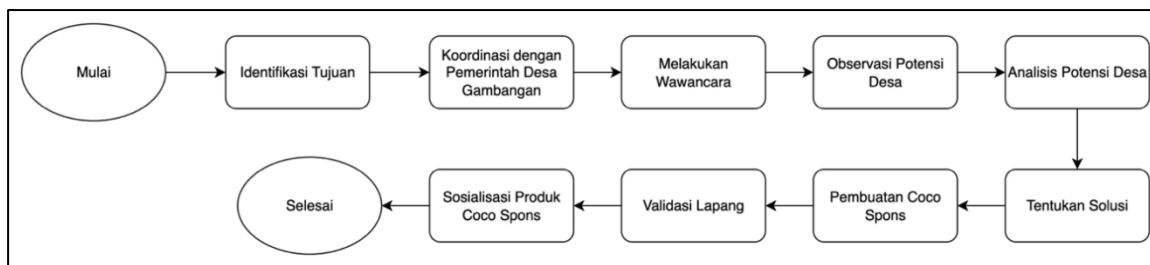 Mulai
Identifikasi Tujuan
Koordinasi dengan
Pemerintah Desa
Gambangan
Melakukan
Wawancara
Observasi Potensi
Desa
Analisis Potensi Desa
Tentukan Solusi
Pembuatan Coco
Spons
Validasi Lapang
Sosialisasi Produk
Coco Spons
Selesai